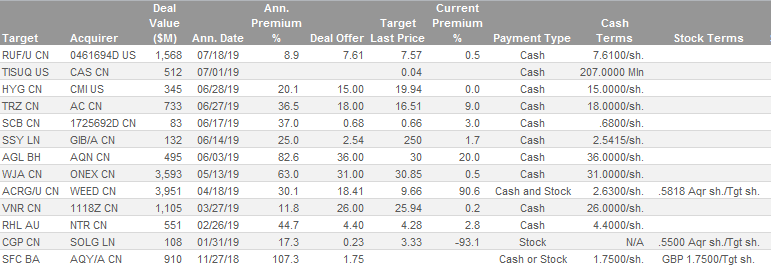 Deal Ann. Target Current
Value Premium Last Price Premium Cash
Target Acquirer ($M) Ann. Date % Deal Offer % Payment Type Terms Stock Terms
RUF/U CN 0461694D US 1,568 07/18/19 8.9 7.61 7.57 0.5 Cash 7.6100/sh.
TISUQ US CAS CN 512 07/01/19 0.04 Cash 207.0000 Mln
HYG CN CMI US 345 06/28/19 20.1 15.00 19.94 0.0 Cash 15.0000/sh.
TRZ CN AC CN 733 06/27/19 36.5 18.00 16.51 9.0 Cash 18.0000/sh.
SCB CN 1725692D CN 83 06/17/19 37.0 0.68 0.66 3.0 Cash .6800/sh.
SSY LN GIB/A CN 132 06/14/19 25.0 2.54 250 1.7 Cash 2.5415/sh.
AGL BH AQN CN 495 06/03/19 82.6 36.00 30 20.0 Cash 36.0000/sh.
WJA CN ONEX CN 3,593 05/13/19 63.0 31.00 30.85 0.5 Cash 31.0000/sh.
ACRG/U CN WEED CN 3,951 04/18/19 30.1 18.41 9.66 90.6 Cash and Stock 2.6300/sh. .5818 Aqr sh./Tgt sh.
VNR CN 1118Z CN 1,105 03/27/19 11.8 26.00 25.94 0.2 Cash 26.0000/sh.
RHL AU NTR CN 551 02/26/19 44.7 4.40 4.28 2.8 Cash 4.4000/sh.
CGP CN SOLG LN 108 01/31/19 17.3 0.23 3.33 -93.1 Stock N/A .5500 Aqr sh./Tgt sh.
SFC BA AQY/A CN 910 11/27/18 107.3 1.75 Cash or Stock 1.7500/sh. GBP 1.7500/Tgt sh.